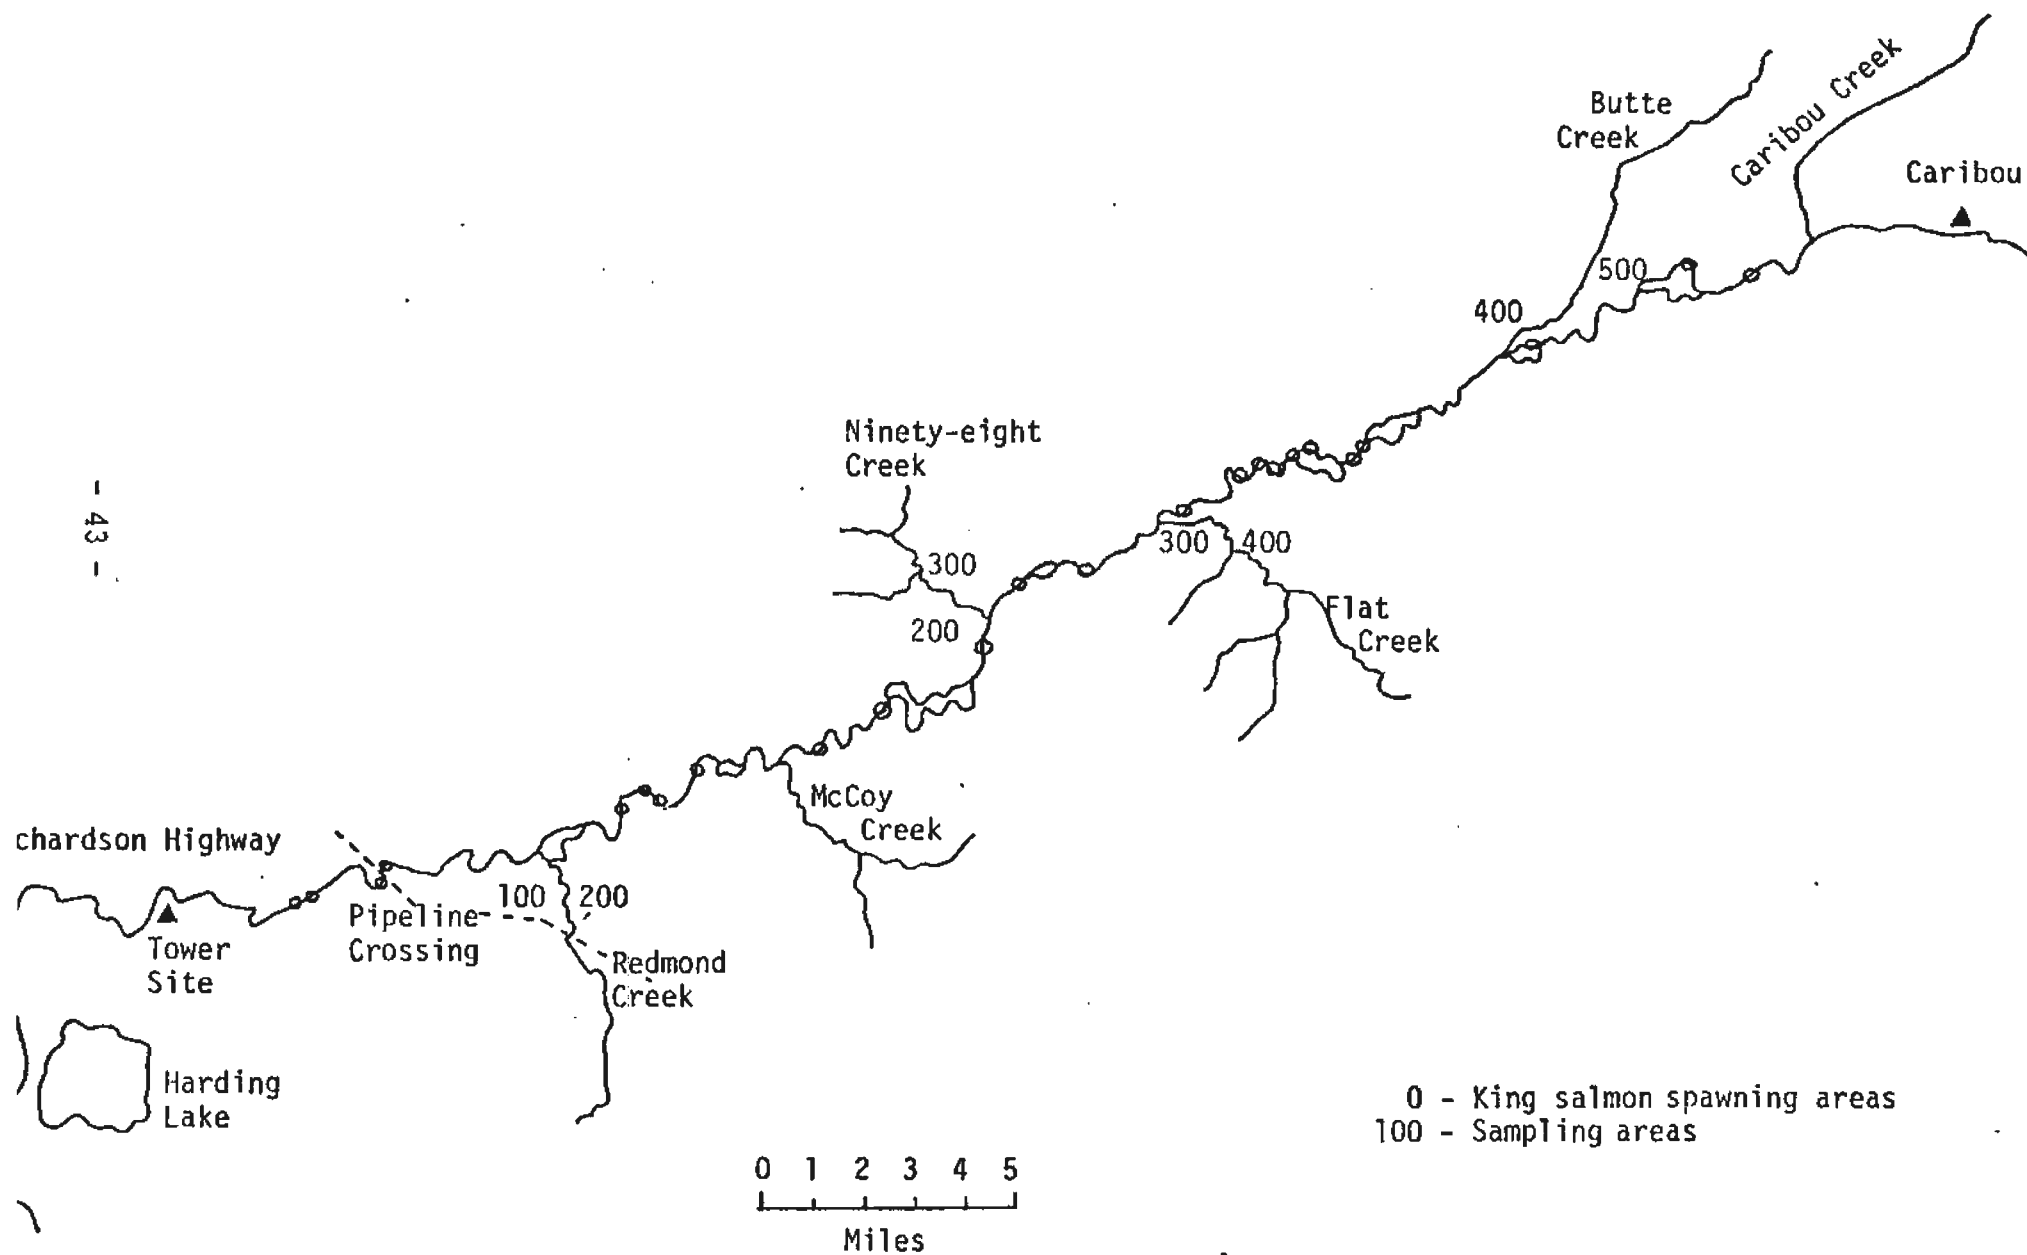 Butte
Creek
Caribou Creek
Caribou
500
400
Ninety-eight
Creek
- 43 -
300
300 400
200
Flat
Creek
McCoy
Creek
chardson Highway
100 200
Pipeline
Crossing
Tower
Site
Redmond
Creek
Harding
Lake
0 - King salmon spawning areas
100 - Sampling areas
0 1 2 3 4 5
Miles